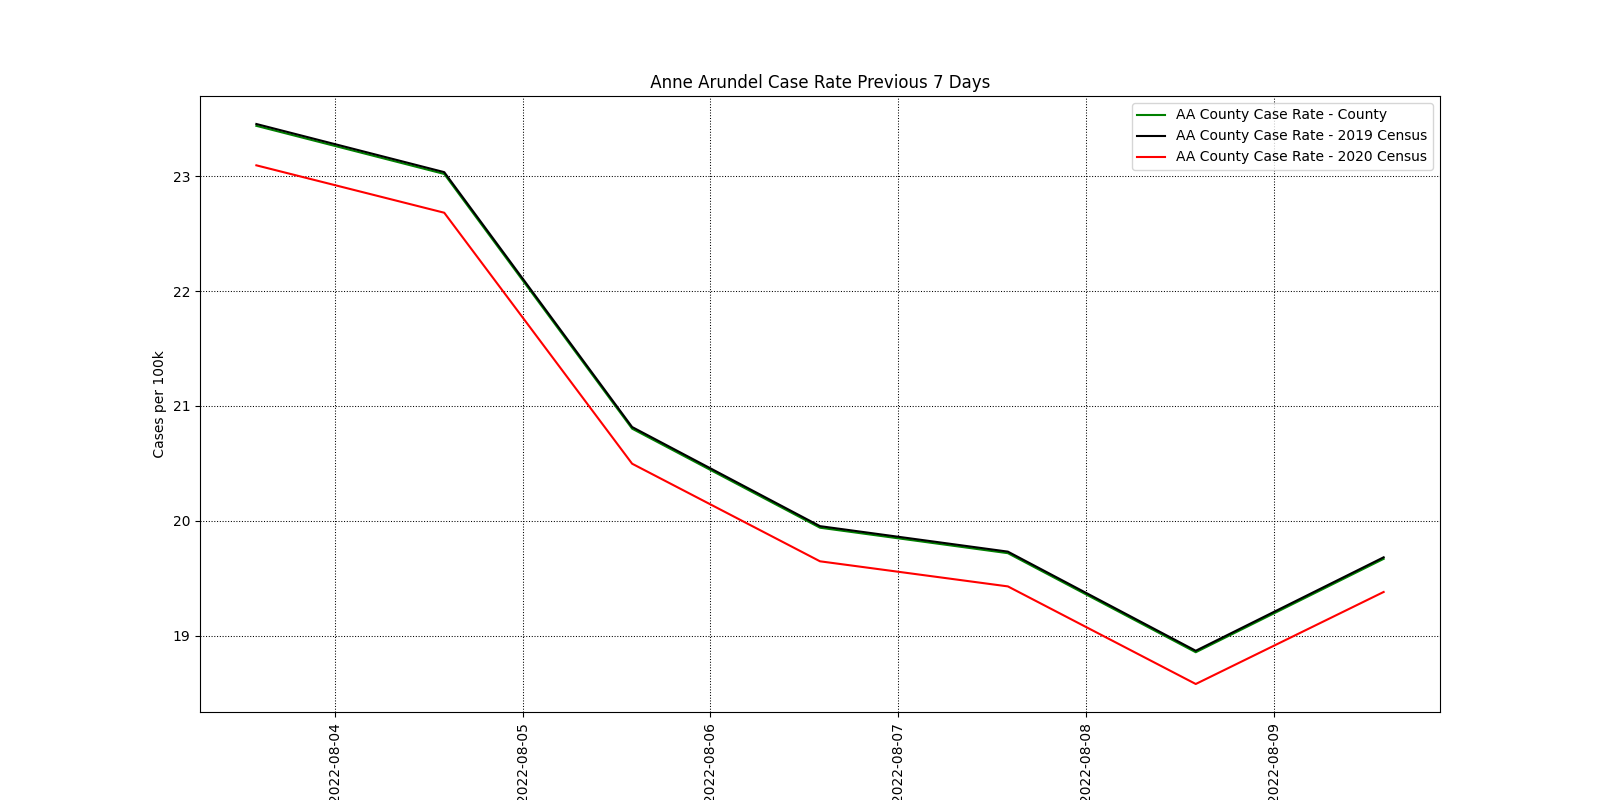 Anne Arundel Case Rate Previous 7 Days
AA County Case Rate - County
AA County Case Rate - 2019 Census
AA County Case Rate - 2020 Census
Cases per 100k
23
22
21
20
19
2022-08-04
2022-08-05
2022-08-06
2022-08-07
2022-08-08
2022-08-09